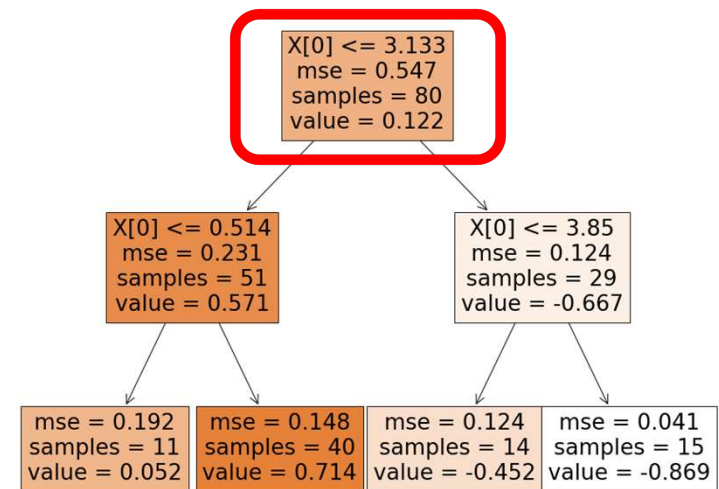 X[0] <= 3.133
mse = 0.547
samples = 80
value = 0.122
X[0] <= 0.514
mse = 0.231
samples = 51
value = 0.571
X[0] <= 3.85
mse = 0.124
samples = 29
value = -0.667
mse = 0.192
samples = 11
value = 0.052
mse = 0.148
samples = 40
value = 0.714
mse = 0.124
samples = 14
value = -0.452
mse = 0.041
samples = 15
value = -0.869